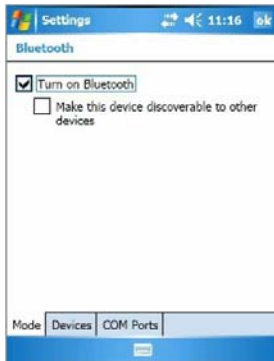 Settings 11:16 ok
Bluetooth
Turn on Bluetooth
Make this device discoverable to other
devices
Mode Devices COM Ports